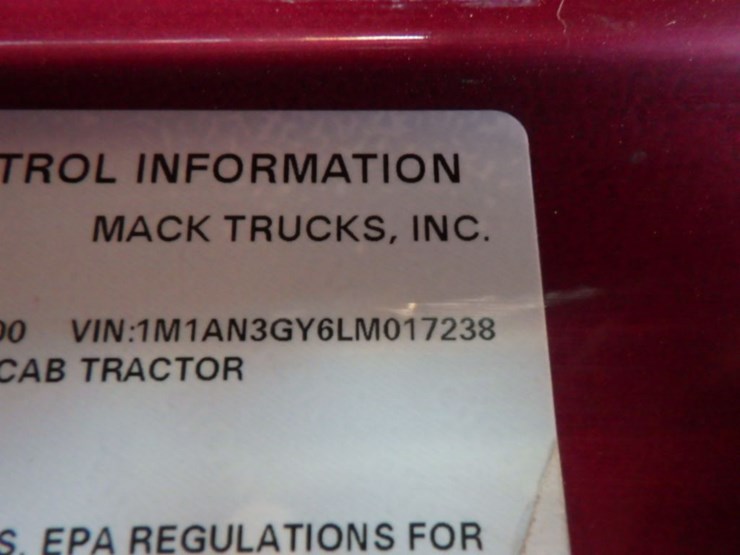 TROL INFORMATION
MACK TRUCKS, INC.
00 VIN:1M1AN3GY6LM017238
CAB TRACTOR
S. EPA REGULATIONS FOR